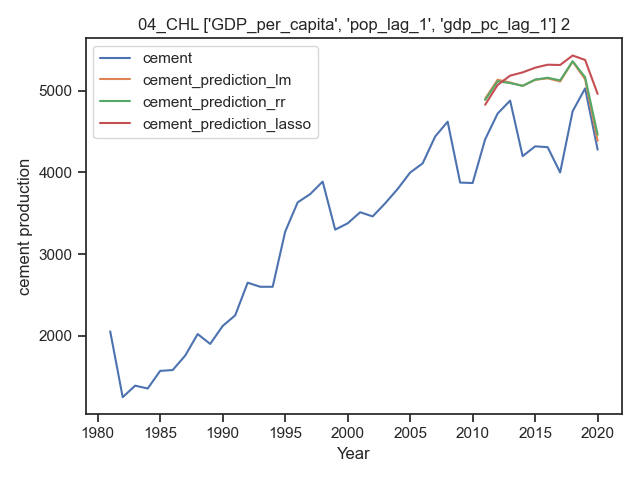 04_CHL ['GDP_per_capita', 'pop_lag_1', 'gdp_pc_lag_1'] 2
cement
cement_prediction_lm
cement_prediction_rr
cement_prediction_lasso
cement production
5000
4000
3000
2000
1980 1985 1990 1995 2000 2005 2010 2015 2020
Year